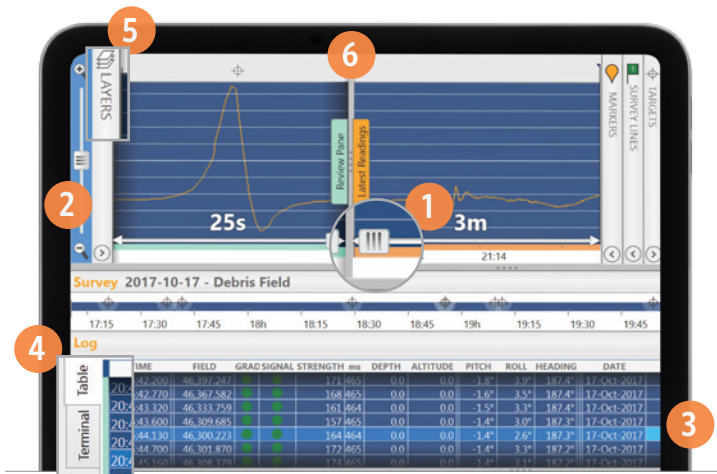 5
6
LAYERS
MARKERS
SURVEY LINES
TARGETS
Review Pane
Latest Readings
2
1
25s
3m
21:14
Survey 2017-10-17 - Debris Field
17:15 17:30 17:45 18h 18:15 18:30 18:45 19h 19:15 19:30 19:45
4
Log
Table
Terminal
TIME FIELD GRAD SIGNAL STRENGTH ms DEPTH ALTITUDE PITCH ROLL HEADING DATE
:42.200 46,397.247 171 465 0.0 0.0 -1.8° 3.9° 187.4° 17-Oct-2017
:42.770 46,367.582 168 465 0.0 0.0 -1.6° 3.5° 187.4° 17-Oct-2017
:43.320 46,333.759 161 464 0.0 0.0 -1.5° 3.3° 187.4° 17-Oct-2017
:43.600 46,309.685 157 465 0.0 0.0 -1.4° 3.0° 187.3° 17-Oct-2017
3
:44.130 46,300.223 164 464 0.0 0.0 -1.4° 2.6° 187.3° 17-Oct-2017
:44.700 46,301.870 172 465 0.0 0.0 -1.4° 187.2° 17-Oct-2017